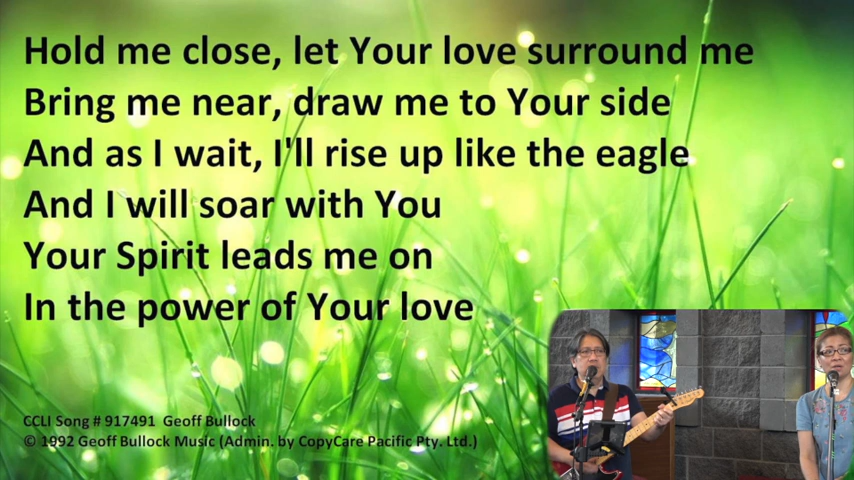 Hold me close, let Your love surround me
Bring me near, draw me to Your side
And as I wait, I'll rise up like the eagle
And I will soar with You
Your Spirit leads me on
In the power of Your love
CCLI Song # 917491  Geoff Bullock
© 1992 Geoff Bullock Music (Admin. by CopyCare Pacific Pty. Ltd.)